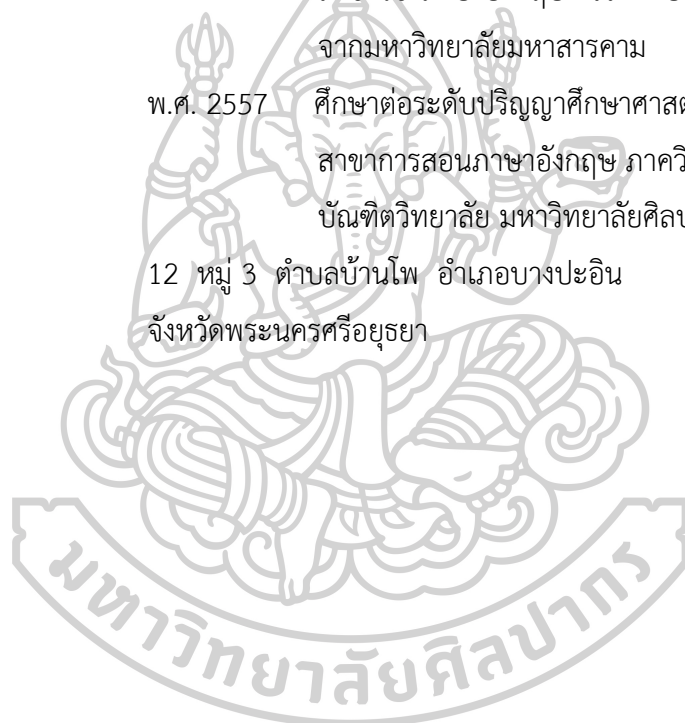 จากมหาวิทยาลัยมหาสารคาม
พ.ศ. 2557 ศึกษาต่อระดับปริญญาศึกษาศาสต
สาขาการสอนภาษาอังกฤษ ภาควิ
บัณฑิตวิทยาลัย มหาวิทยาลัยศิลป
12 หมู่ 3 ตำบลบ้านโพ อำเภอบางปะอิน
จังหวัดพระนครศรีอยุธยา
มหาวิทยาลัยศิลปากร